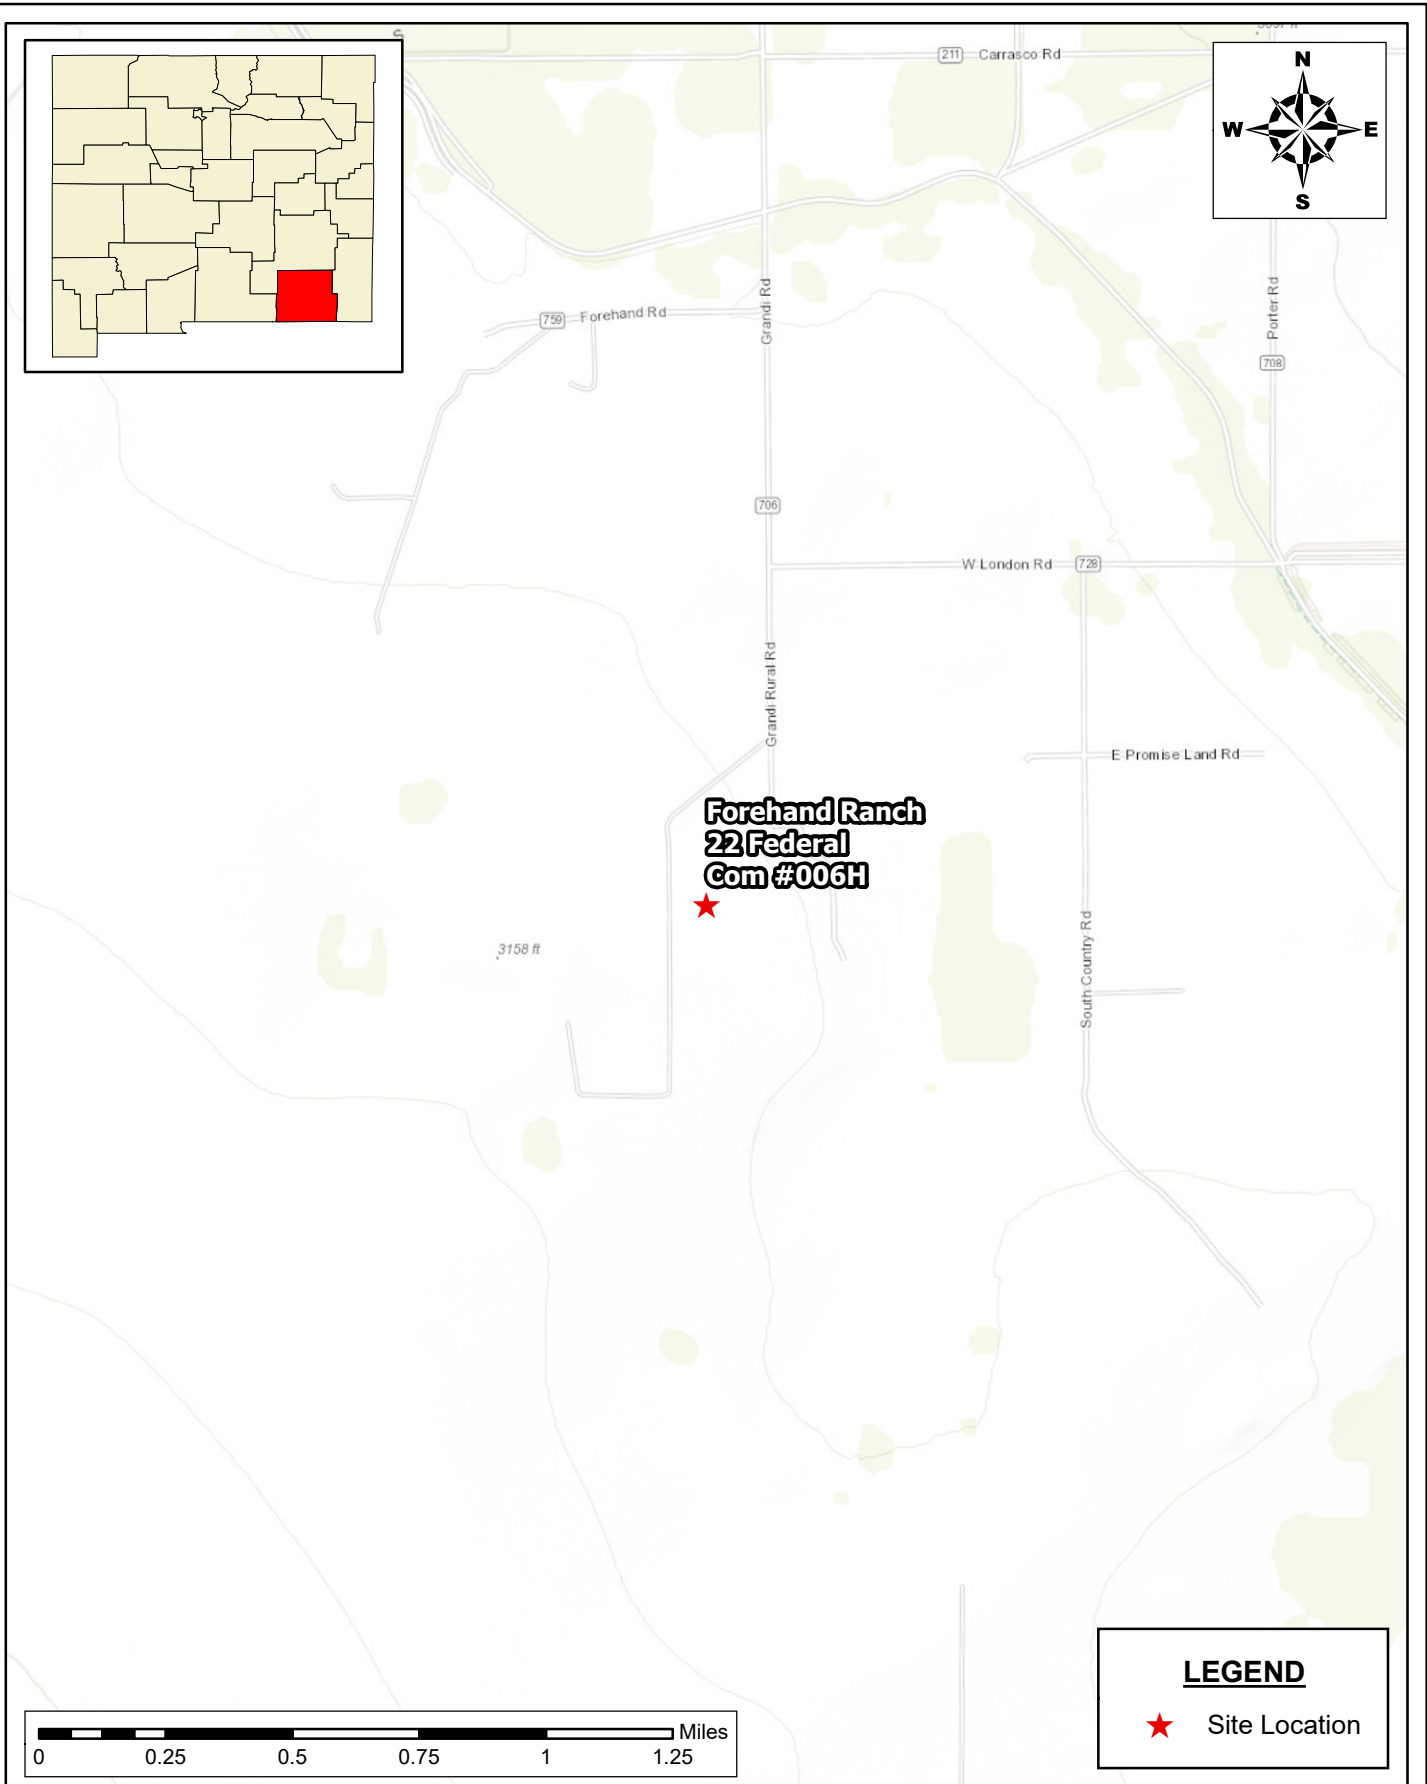 S
211 Carrasco Rd
N
W E
S
759 Forehand Rd
Grandi Rd
Porter Rd
708
706
W London Rd 728
Grandi Rural Rd
E Promise Land Rd
Forehand Ranch
22 Federal
Com #006H
3158 ft
South Country Rd
LEGEND
Site Location
Miles
0 0.25 0.5 0.75 1 1.25